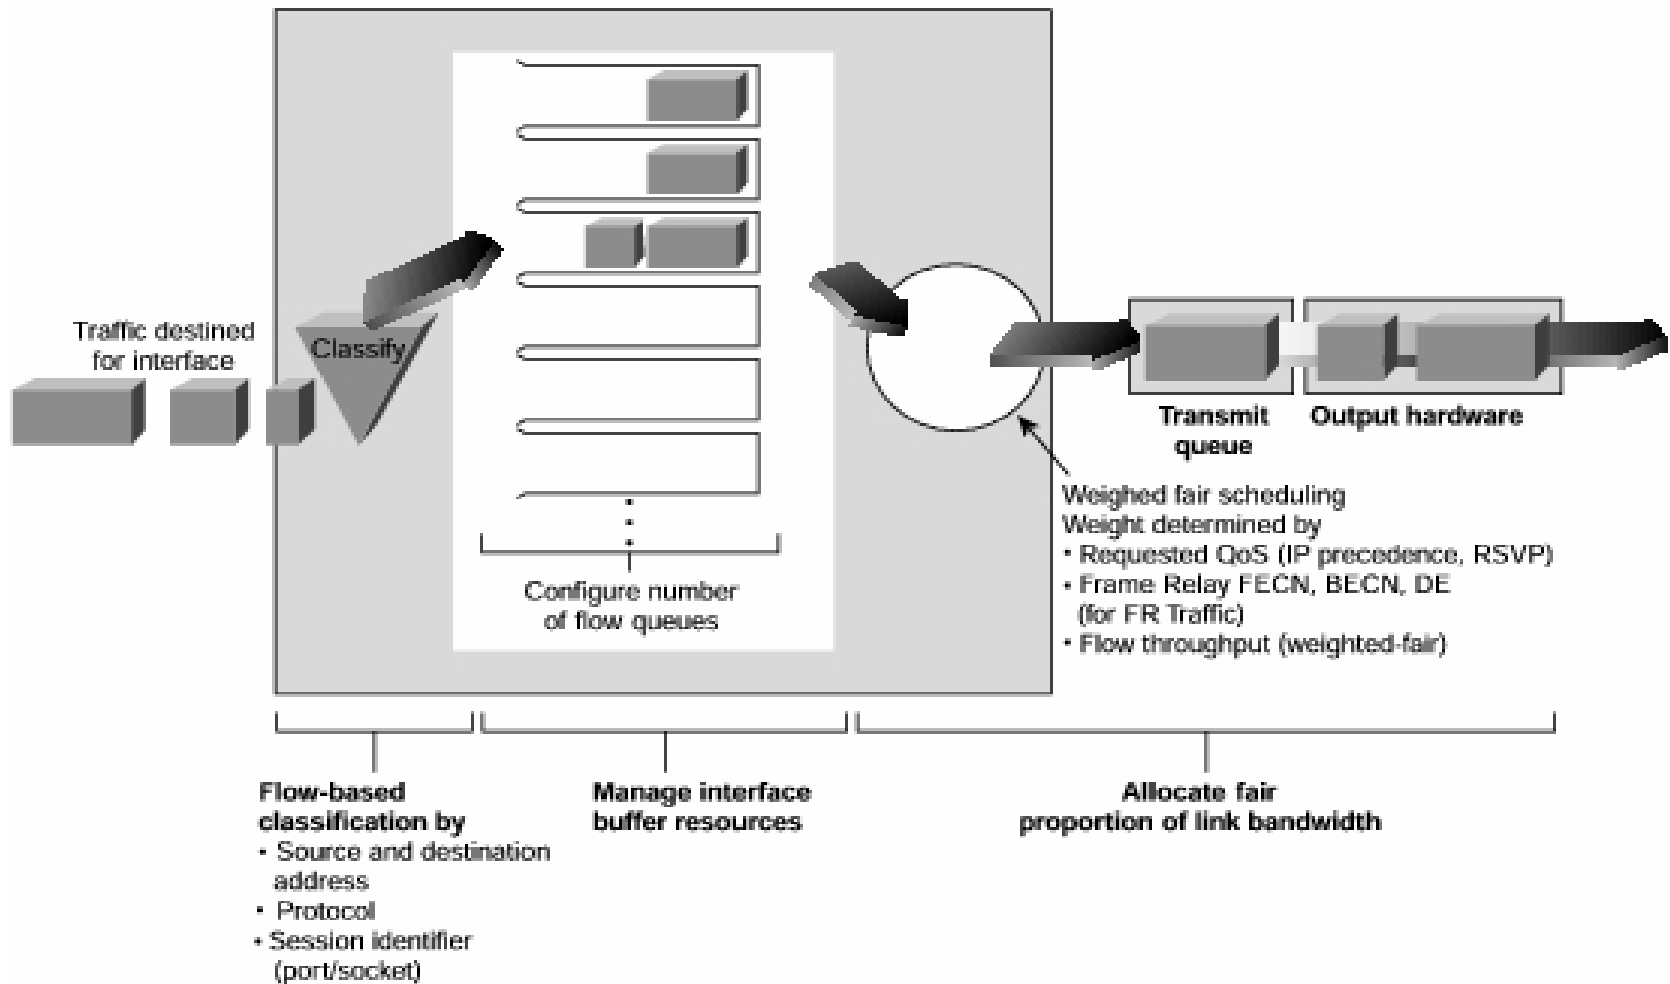 Traffic destined
for interface
Classify
Configure number
of flow queues
Transmit
queue
Output hardware
Weighed fair scheduling
Weight determined by
• Requested QoS (IP precedence, RSVP)
• Frame Relay FECN, BECN, DE
(for FR Traffic)
• Flow throughput (weighted-fair)
Flow-based
classification by
• Source and destination
address
• Protocol
• Session identifier
(port/socket)
Manage interface
buffer resources
Allocate fair
proportion of link bandwidth